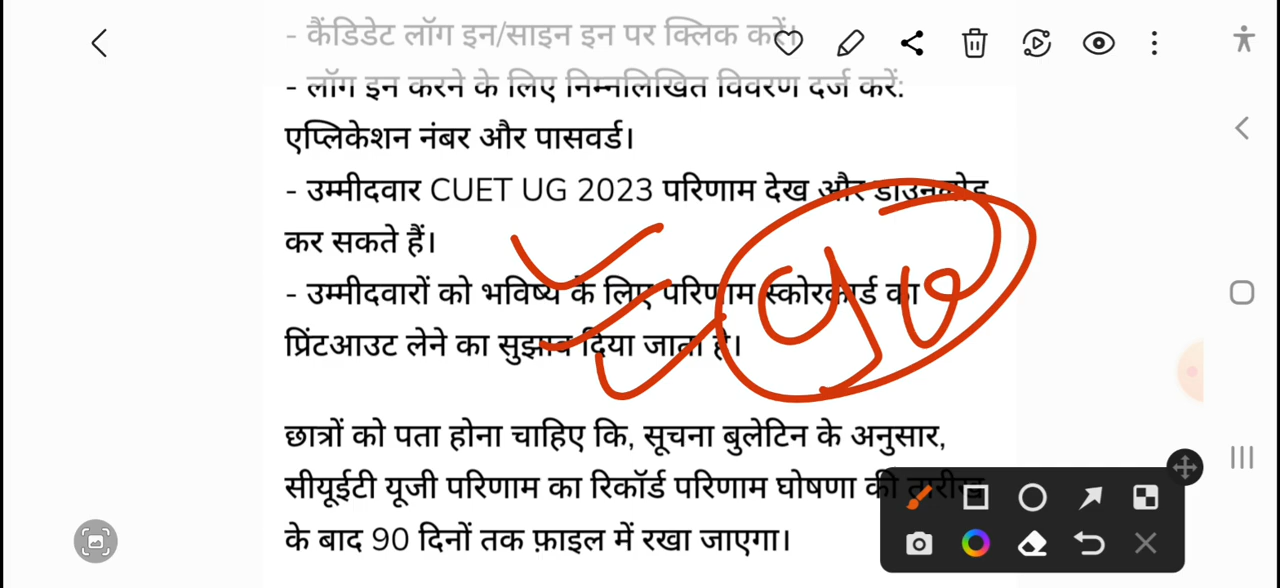 - कैंडिडेट लॉग इन/साइन इन पर क्लिक करें।
- लॉग इन करने के लिए निम्नलिखित विवरण दर्ज करें:
एप्लिकेशन नंबर और पासवर्ड।
- उम्मीदवार CUET UG 2023 परिणाम देख और डाउनलोड
कर सकते हैं।
- उम्मीदवारों को भविष्य के लिए परिणाम स्कोरकार्ड का
प्रिंटआउट लेने का सुझाव दिया जाता है।
छात्रों को पता होना चाहिए कि, सूचना बुलेटिन के अनुसार,
सीयूईटी यूजी परिणाम का रिकॉर्ड परिणाम घोषणा की तारीख
के बाद 90 दिनों तक फ़ाइल में रखा जाएगा।